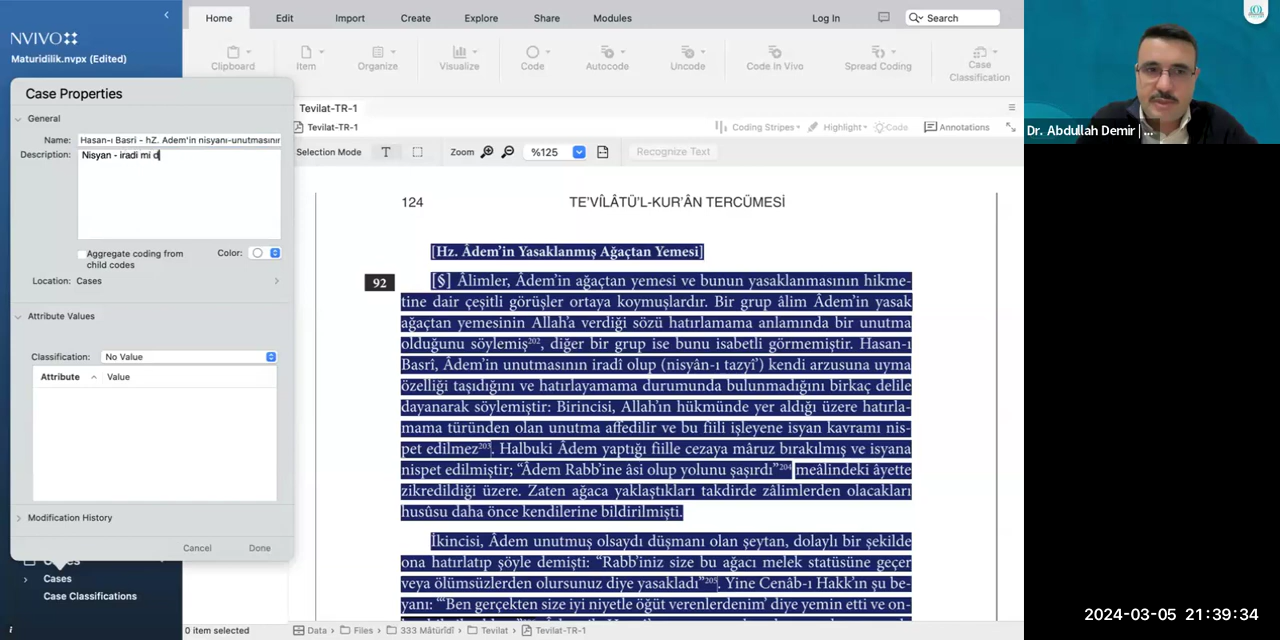 Home
Edit
Import
Create
Explore
Share
Modules
Log In
Search
NVIVO
Maturidilik.nvpx (Edited)
Clipboard
Item
Organize
Visualize
Code
Autocode
Uncode
Code In Vivo
Spread Coding
Case Classification
Case Properties
General
Name: Hasan-ı Basri - hZ. Adem'in nisyanı-unutmasının
Description: Nisyan - iradi mi d
Aggregate coding from child codes
Color:
Location: Cases
Attribute Values
Classification: No Value
Attribute Value
Modification History
Cancel Done
Cases
Cases
Case Classifications
0 item selected
Tevilat-TR-1
Tevilat-TR-1
Coding Stripes
Highlight
Code
Annotations
Selection Mode T Zoom %125 Recognize Text
124 TE'VÎLÂTÜ'L-KUR'ÂN TERCÜMESİ
[Hz. Âdem'in Yasaklanmış Ağaçtan Yemesi]
92
[§] Âlimler, Âdem'in ağaçtan yemesi ve bunun yasaklanmasının hikme-
tine dair çeşitli görüşler ortaya koymuşlardır. Bir grup âlim Âdem'in yasak
ağaçtan yemesinin Allah'a verdiği sözü hatırlamama anlamında bir unutma
olduğunu söylemiş²⁰², diğer bir grup ise bunu isabetli görmemiştir. Hasan-ı
Basrî, Âdem'in unutmasının iradî olup (nisyân-ı tazyî') kendi arzusuna uyma
özelliği taşıdığını ve hatırlayamama durumunda bulunmadığını birkaç delile
dayanarak söylemiştir: Birincisi, Allah'ın hükmünde yer aldığı üzere hatırla-
mama türünden olan unutma affedilir ve bu fiili işleyene isyan kavramı nis-
pet edilmez²⁰³. Halbuki Âdem yaptığı fiille cezaya mâruz bırakılmış ve isyana
nispet edilmiştir; "Âdem Rabb'ine âsi olup yolunu şaşırdı"²⁰⁴ meâlindeki âyette
zikredildiği üzere. Zaten ağaca yaklaştıkları takdirde zâlimlerden olacakları
husûsu daha önce kendilerine bildirilmişti.
İkincisi, Âdem unutmuş olsaydı düşmanı olan şeytan, dolaylı bir şekilde
ona hatırlatıp şöyle demişti: "Rabb'iniz size bu ağacı melek statüsüne geçer
veya ölümsüzlerden olursunuz diye yasakladı"²⁰⁵. Yine Cenâb-ı Hakk'ın şu be-
yanı: "'Ben gerçekten size iyi niyetle öğüt verenlerdenim' diye yemin etti ve on-
Data Files 333 Mâtürîdî Tevilat Tevilat-TR-1
Dr. Abdullah Demir | ...
2024-03-05 21:39:34